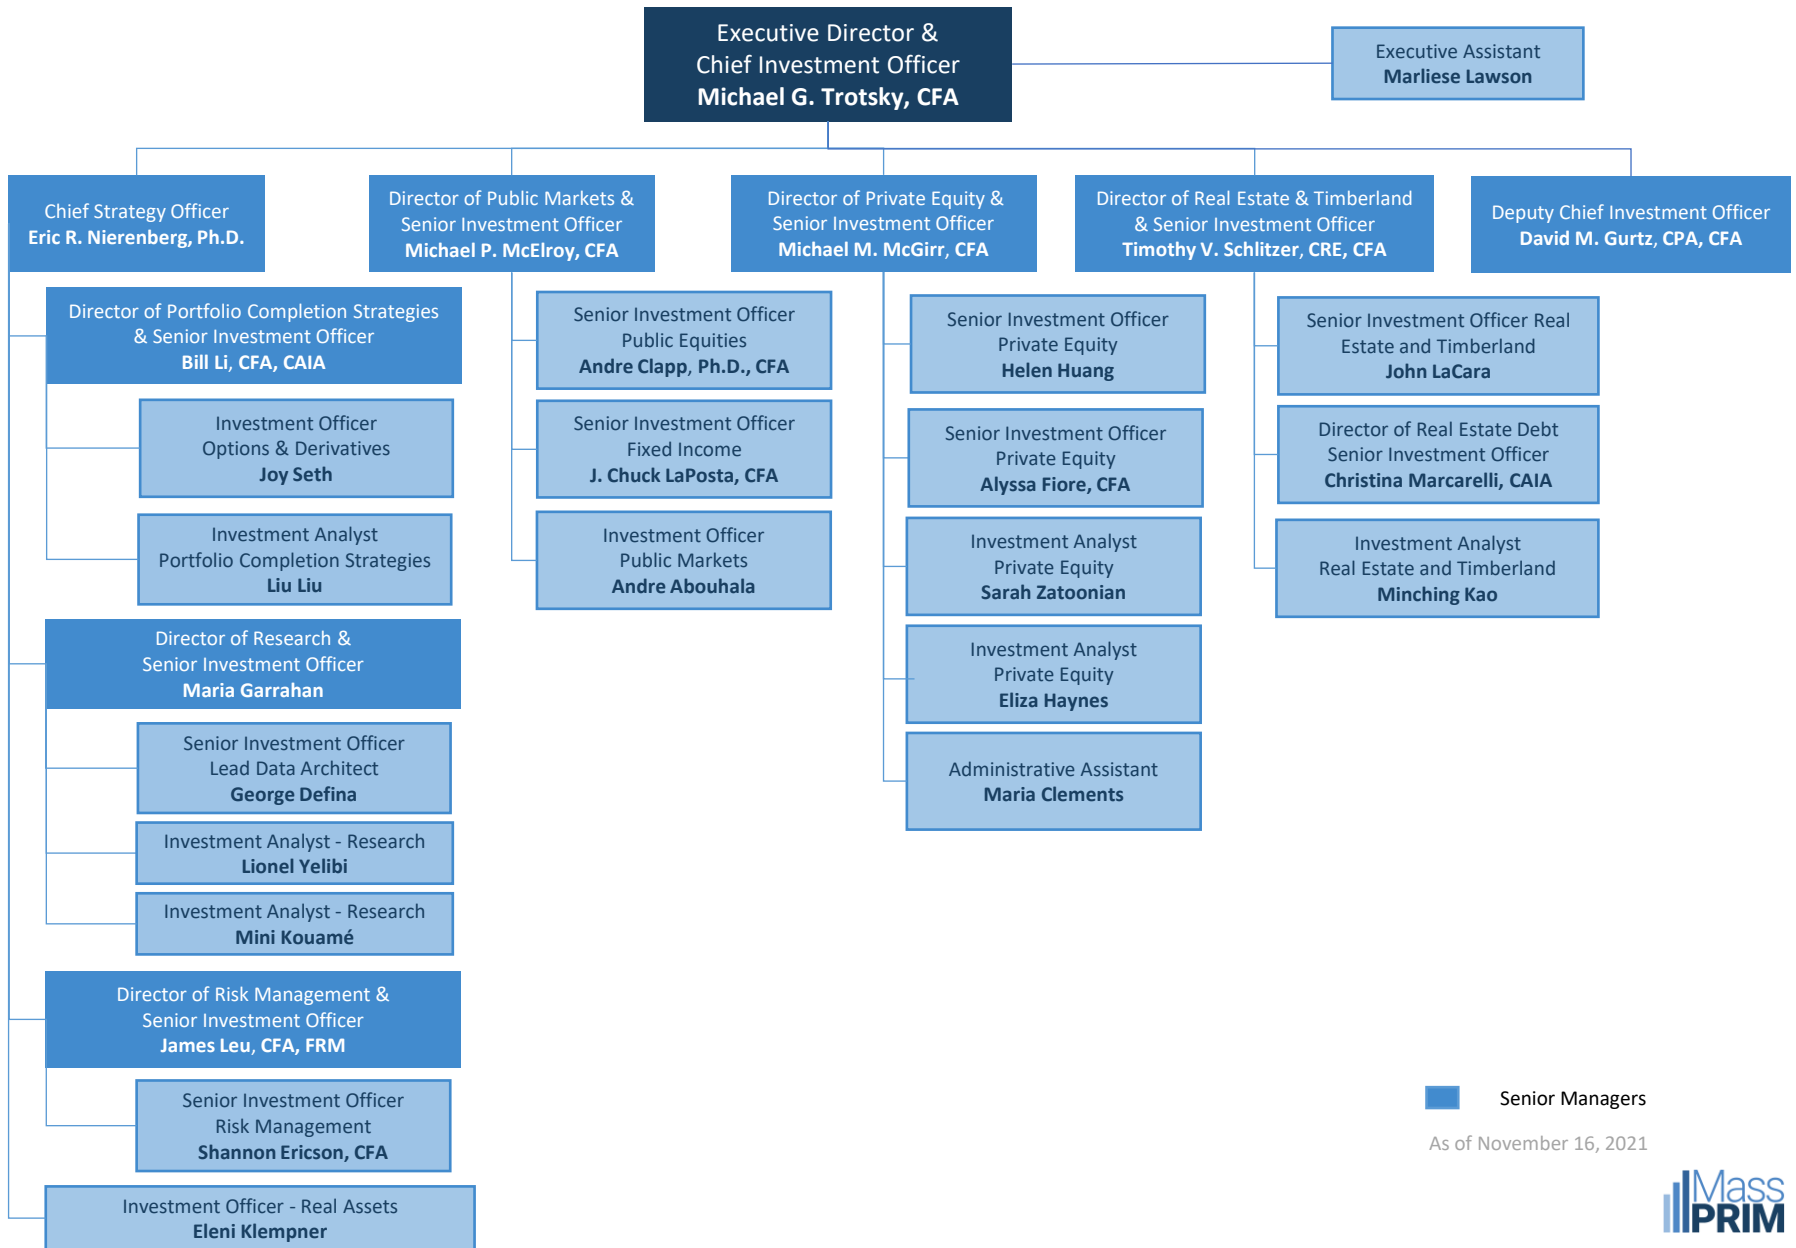 Executive Director &
Chief Investment Officer
Michael G. Trotsky, CFA
Executive Assistant
Marliese Lawson
Chief Strategy Officer
Eric R. Nierenberg, Ph.D.
Director of Public Markets &
Senior Investment Officer
Michael P. McElroy, CFA
Director of Private Equity &
Senior Investment Officer
Michael M. McGirr, CFA
Director of Real Estate & Timberland
& Senior Investment Officer
Timothy V. Schlitzer, CRE, CFA
Deputy Chief Investment Officer
David M. Gurtz, CPA, CFA
Director of Portfolio Completion Strategies
& Senior Investment Officer
Bill Li, CFA, CAIA
Investment Officer
Options & Derivatives
Joy Seth
Investment Analyst
Portfolio Completion Strategies
Liu Liu
Director of Research &
Senior Investment Officer
Maria Garrahan
Senior Investment Officer
Lead Data Architect
George Defina
Investment Analyst - Research
Lionel Yelibi
Investment Analyst - Research
Mini Kouamé
Director of Risk Management &
Senior Investment Officer
James Leu, CFA, FRM
Senior Investment Officer
Risk Management
Shannon Ericson, CFA
Investment Officer - Real Assets
Eleni Klempner
Senior Investment Officer
Public Equities
Andre Clapp, Ph.D., CFA
Senior Investment Officer
Fixed Income
J. Chuck LaPosta, CFA
Investment Officer
Public Markets
Andre Abouhala
Senior Investment Officer
Private Equity
Helen Huang
Senior Investment Officer
Private Equity
Alyssa Fiore, CFA
Investment Analyst
Private Equity
Sarah Zatoonian
Investment Analyst
Private Equity
Eliza Haynes
Administrative Assistant
Maria Clements
Senior Investment Officer Real
Estate and Timberland
John LaCara
Director of Real Estate Debt
Senior Investment Officer
Christina Marcarelli, CAIA
Investment Analyst
Real Estate and Timberland
Minching Kao
Senior Managers
As of November 16, 2021
Mass
PRIM